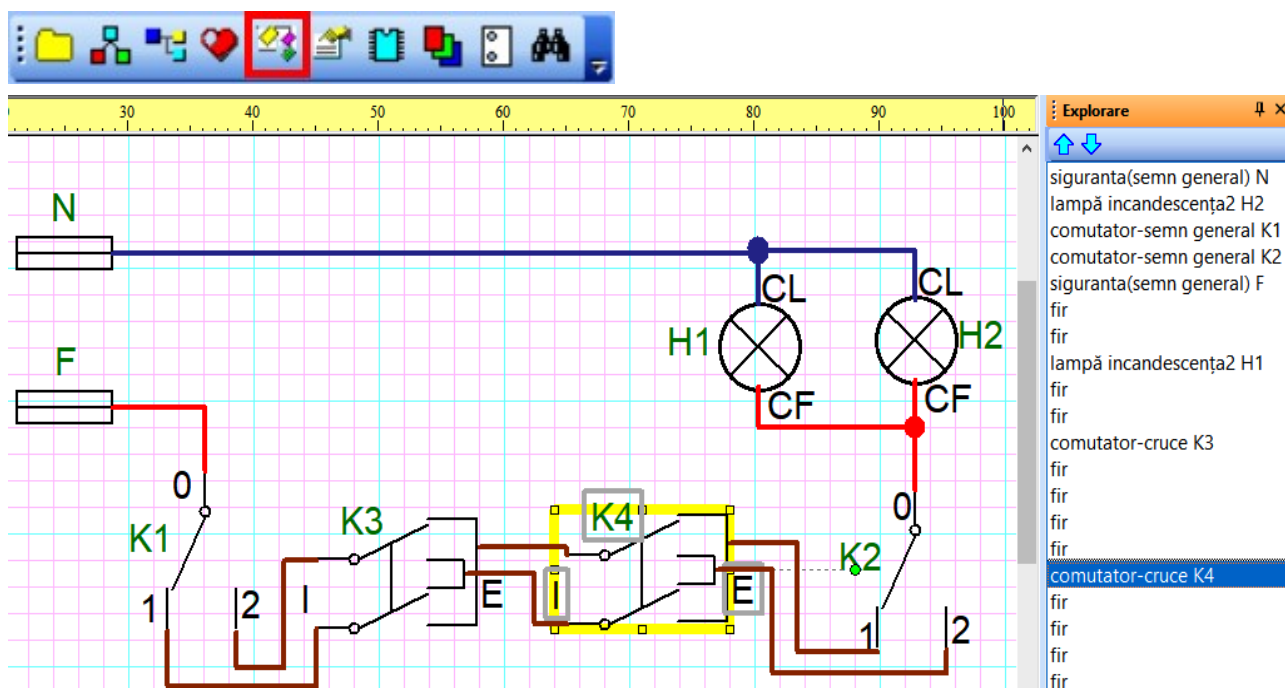 30 40 50 60 70 80 90 100
Explorare
siguranta(semn general) N
lampă incandescența2 H2
comutator-semn general K1
comutator-semn general K2
siguranta(semn general) F
fir
fir
lampă incandescența2 H1
fir
fir
comutator-cruce K3
fir
fir
fir
fir
comutator-cruce K4
fir
fir
fir
fir
N
CL
CL
H1
H2
F
CF
CF
0
0
K1
K3
K4
K2
1
2
I
E
I
E
1
2